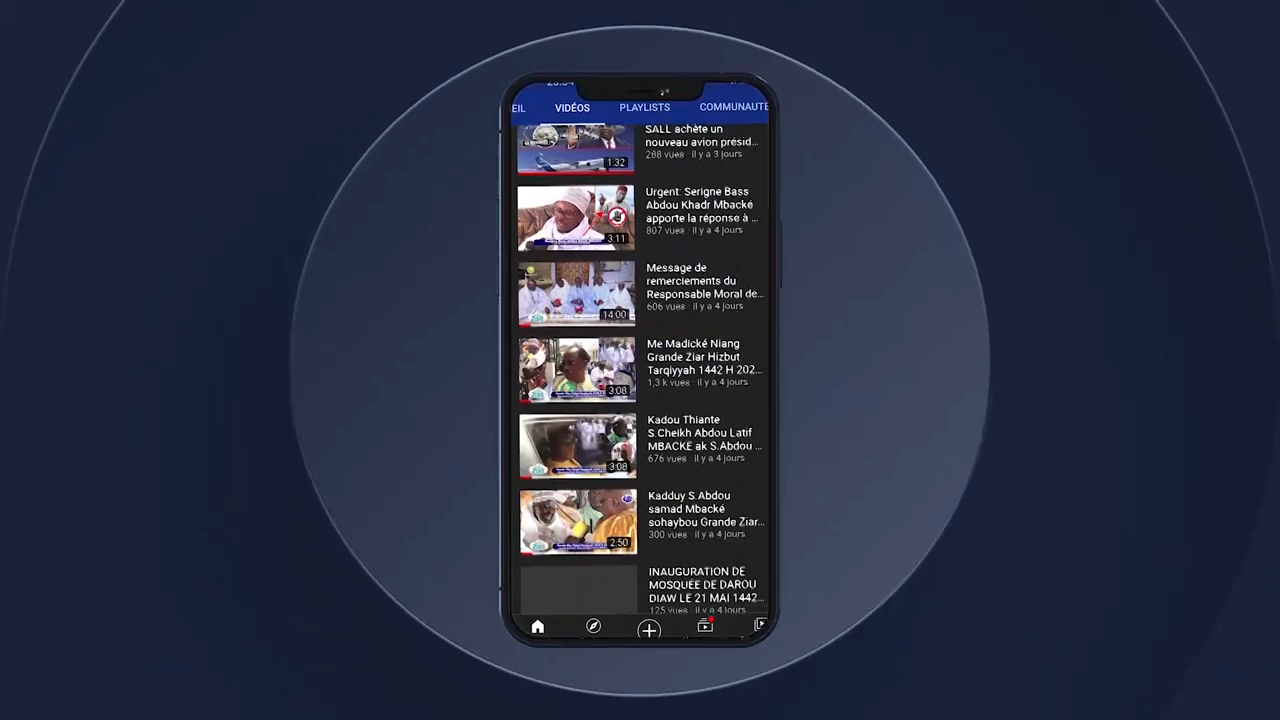 EIL VIDÉOS PLAYLISTS COMMUNAUTE
SALL achète un
nouveau avion présid...
288 vues · il y a 3 jours
1:32
Urgent: Serigne Bass
Abdou Khadr Mbacké
apporte la réponse à ...
807 vues · il y a 4 jours
3:11
Message de
remerciements du
Responsable Moral de...
606 vues · il y a 4 jours
14:00
Me Madické Niang
Grande Ziar Hizbut
Tarqiyyah 1442 H 202...
1,3 k vues · il y a 4 jours
3:08
Kadou Thiante
S.Cheikh Abdou Latif
MBACKE ak S.Abdou ...
676 vues · il y a 4 jours
3:08
Kadduy S.Abdou
samad Mbacké
sohaybou Grande Ziar...
300 vues · il y a 4 jours
2:50
INAUGURATION DE
MOSQUÉE DE DAROU
DIAW LE 21 MAI 1442...
125 vues · il y a 4 jours